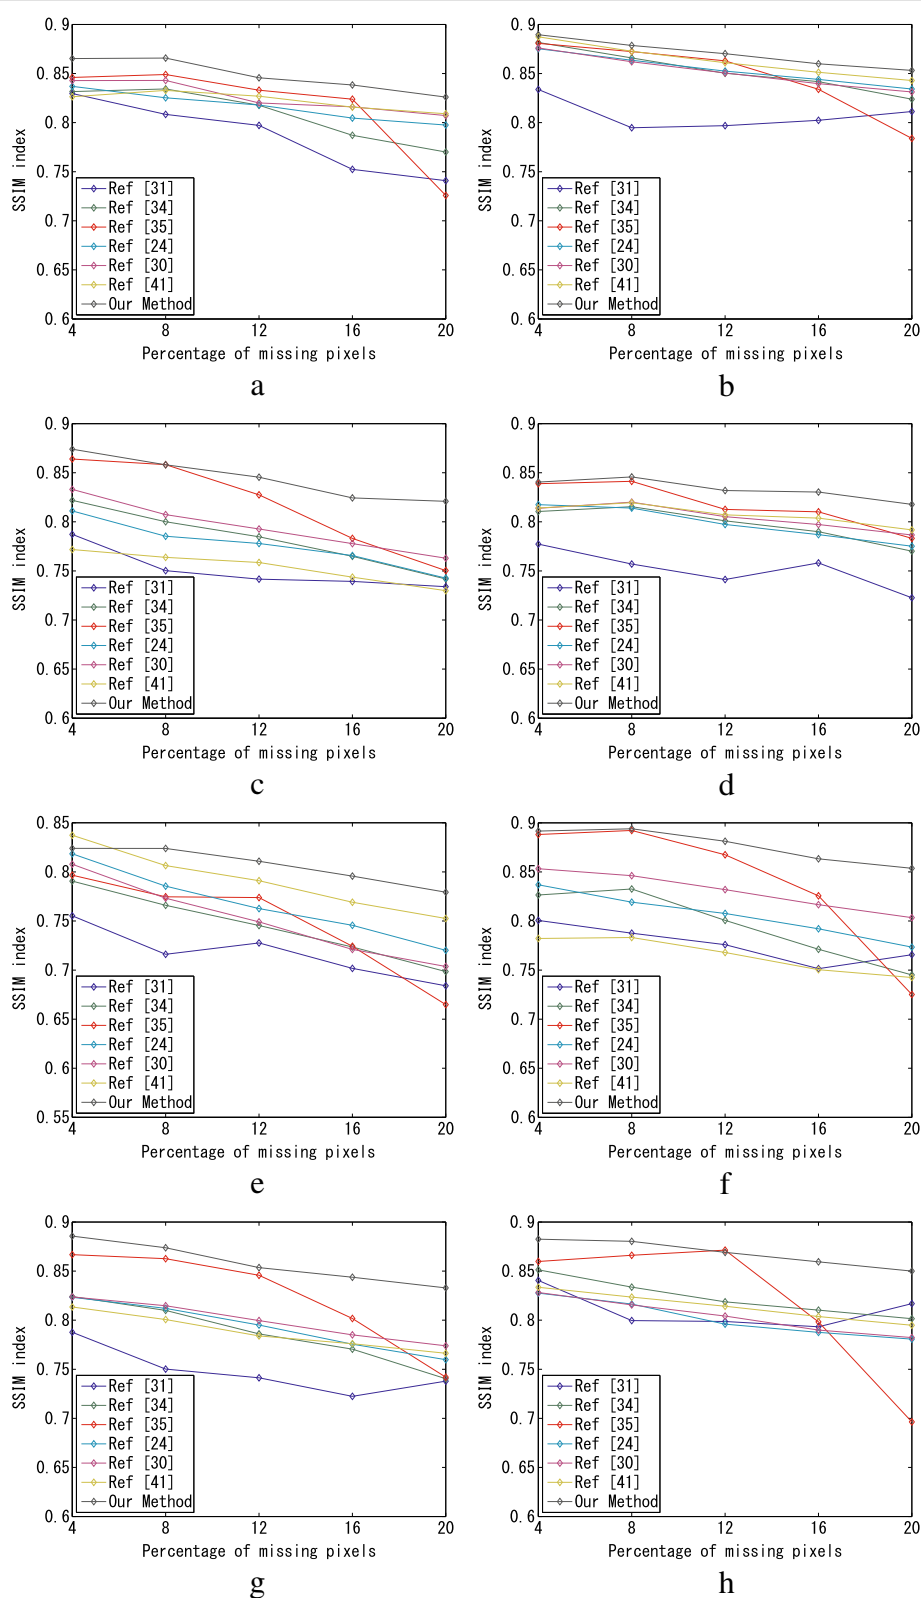 0.9
0.85
0.8
0.75
0.7
0.65
0.6
SSIM index
Ref [31]
Ref [34]
Ref [35]
Ref [24]
Ref [30]
Ref [41]
Our Method
4 8 12 16 20
Percentage of missing pixels
a
0.9
0.85
0.8
0.75
0.7
0.65
0.6
SSIM index
Ref [31]
Ref [34]
Ref [35]
Ref [24]
Ref [30]
Ref [41]
Our Method
4 8 12 16 20
Percentage of missing pixels
b
0.9
0.85
0.8
0.75
0.7
0.65
0.6
SSIM index
Ref [31]
Ref [34]
Ref [35]
Ref [24]
Ref [30]
Ref [41]
Our Method
4 8 12 16 20
Percentage of missing pixels
c
0.9
0.85
0.8
0.75
0.7
0.65
0.6
SSIM index
Ref [31]
Ref [34]
Ref [35]
Ref [24]
Ref [30]
Ref [41]
Our Method
4 8 12 16 20
Percentage of missing pixels
d
0.85
0.8
0.75
0.7
0.65
0.6
0.55
SSIM index
Ref [31]
Ref [34]
Ref [35]
Ref [24]
Ref [30]
Ref [41]
Our Method
4 8 12 16 20
Percentage of missing pixels
e
0.9
0.85
0.8
0.75
0.7
0.65
0.6
SSIM index
Ref [31]
Ref [34]
Ref [35]
Ref [24]
Ref [30]
Ref [41]
Our Method
4 8 12 16 20
Percentage of missing pixels
f
0.9
0.85
0.8
0.75
0.7
0.65
0.6
SSIM index
Ref [31]
Ref [34]
Ref [35]
Ref [24]
Ref [30]
Ref [41]
Our Method
4 8 12 16 20
Percentage of missing pixels
g
0.9
0.85
0.8
0.75
0.7
0.65
0.6
SSIM index
Ref [31]
Ref [34]
Ref [35]
Ref [24]
Ref [30]
Ref [41]
Our Method
4 8 12 16 20
Percentage of missing pixels
h